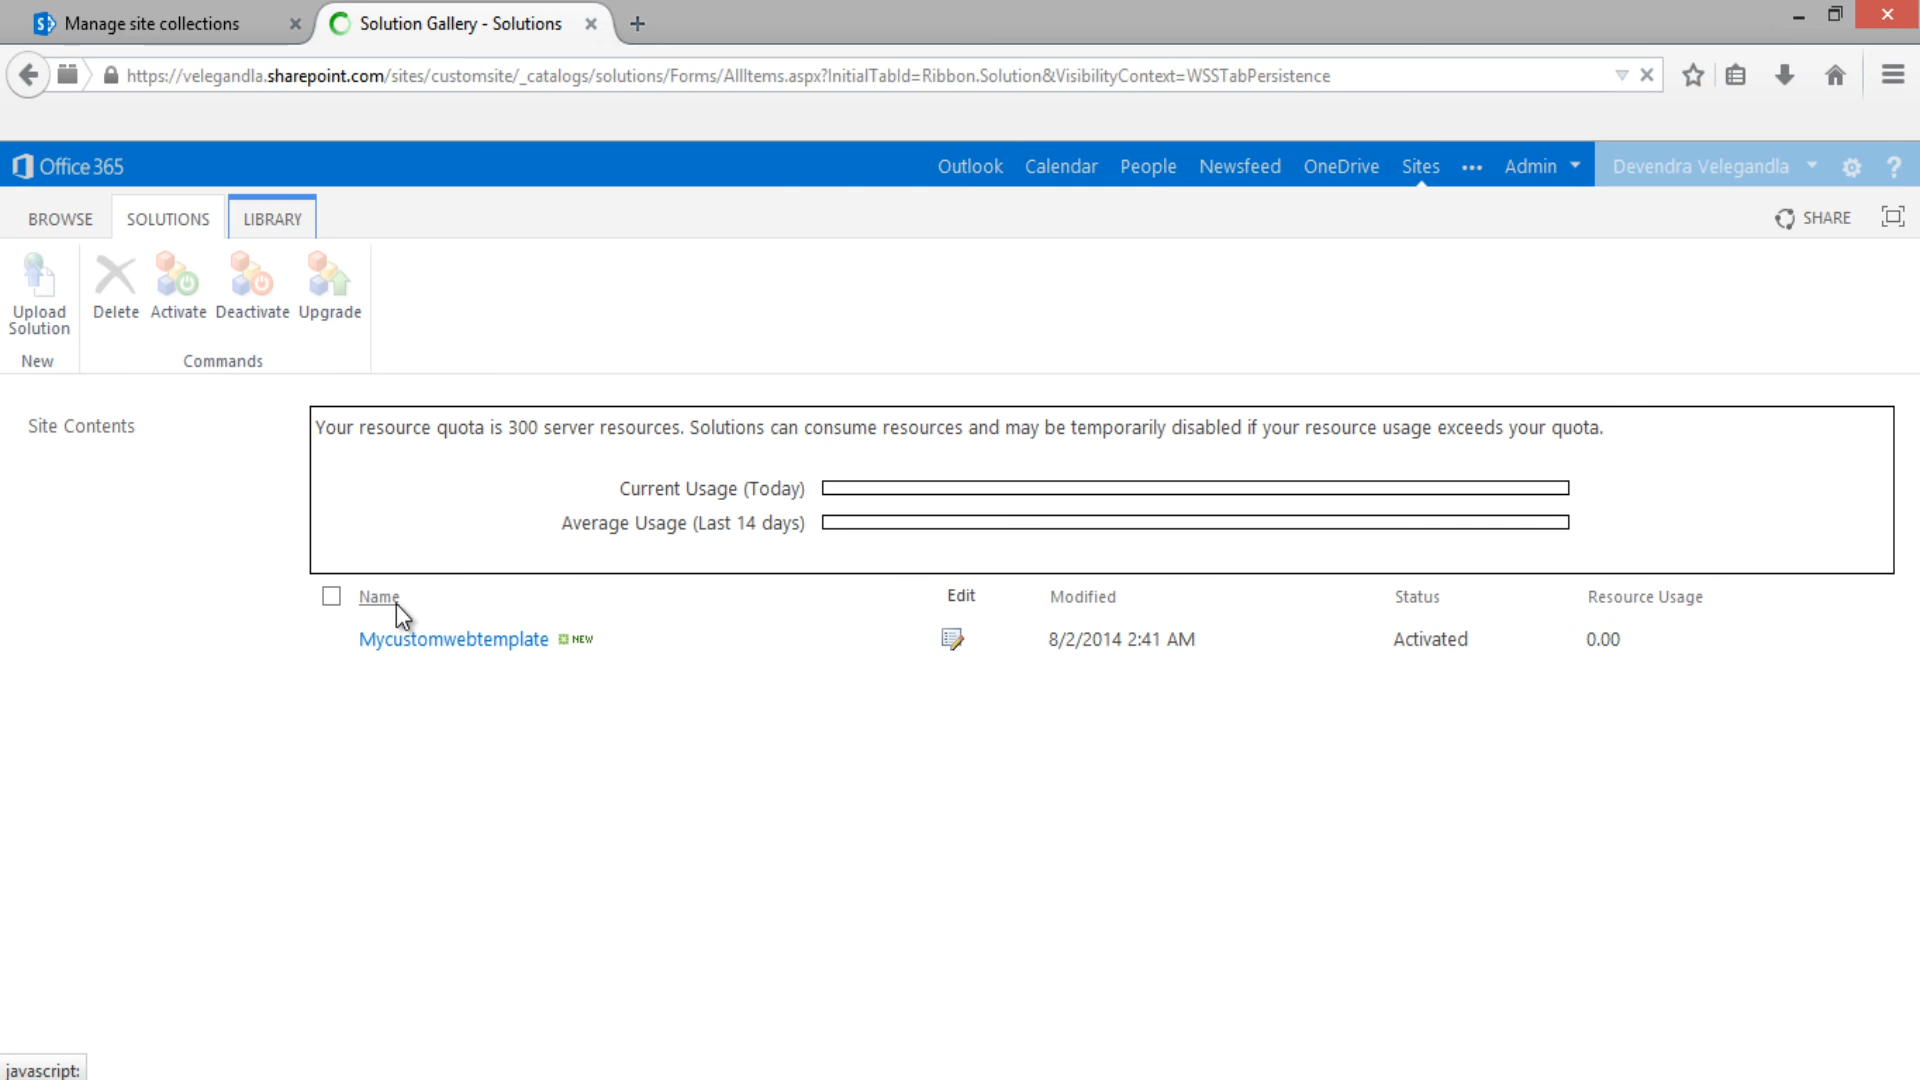 Manage site collections
Solution Gallery - Solutions
https://velegandla.sharepoint.com/sites/customsite/_catalogs/solutions/Forms/AllItems.aspx?InitialTabId=Ribbon.Solution&VisibilityContext=WSSTabPersistence
Office 365
Outlook Calendar People Newsfeed OneDrive Sites ••• Admin Devendra Velegandla ?
BROWSE SOLUTIONS LIBRARY SHARE
Upload Solution
Delete Activate Deactivate Upgrade
New Commands
Site Contents
Your resource quota is 300 server resources. Solutions can consume resources and may be temporarily disabled if your resource usage exceeds your quota.
Current Usage (Today)
Average Usage (Last 14 days)
Name Edit Modified Status Resource Usage
Mycustomwebtemplate NEW 8/2/2014 2:41 AM Activated 0.00
javascript: